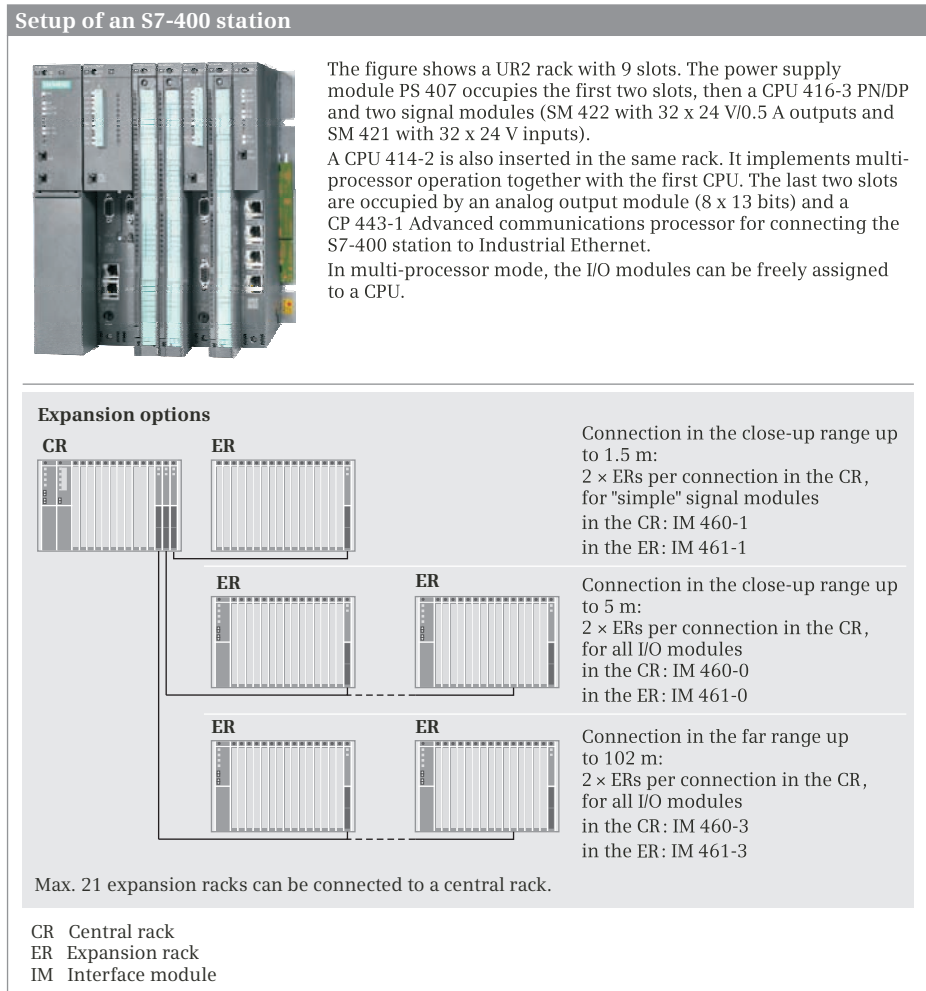 Setup of an S7-400 station
SIEMENS
The figure shows a UR2 rack with 9 slots. The power supply
module PS 407 occupies the first two slots, then a CPU 416-3 PN/DP
and two signal modules (SM 422 with 32 x 24 V/0.5 A outputs and
SM 421 with 32 x 24 V inputs).
A CPU 414-2 is also inserted in the same rack. It implements multi-
processor operation together with the first CPU. The last two slots
are occupied by an analog output module (8 x 13 bits) and a
CP 443-1 Advanced communications processor for connecting the
S7-400 station to Industrial Ethernet.
In multi-processor mode, the I/O modules can be freely assigned
to a CPU.
Expansion options
CR
ER
Connection in the close-up range up
to 1.5 m:
2 × ERs per connection in the CR,
for "simple" signal modules
in the CR: IM 460-1
in the ER: IM 461-1
ER
ER
Connection in the close-up range up
to 5 m:
2 × ERs per connection in the CR,
for all I/O modules
in the CR: IM 460-0
in the ER: IM 461-0
ER
ER
Connection in the far range up
to 102 m:
2 × ERs per connection in the CR,
for all I/O modules
in the CR: IM 460-3
in the ER: IM 461-3
Max. 21 expansion racks can be connected to a central rack.
CR Central rack
ER Expansion rack
IM Interface module